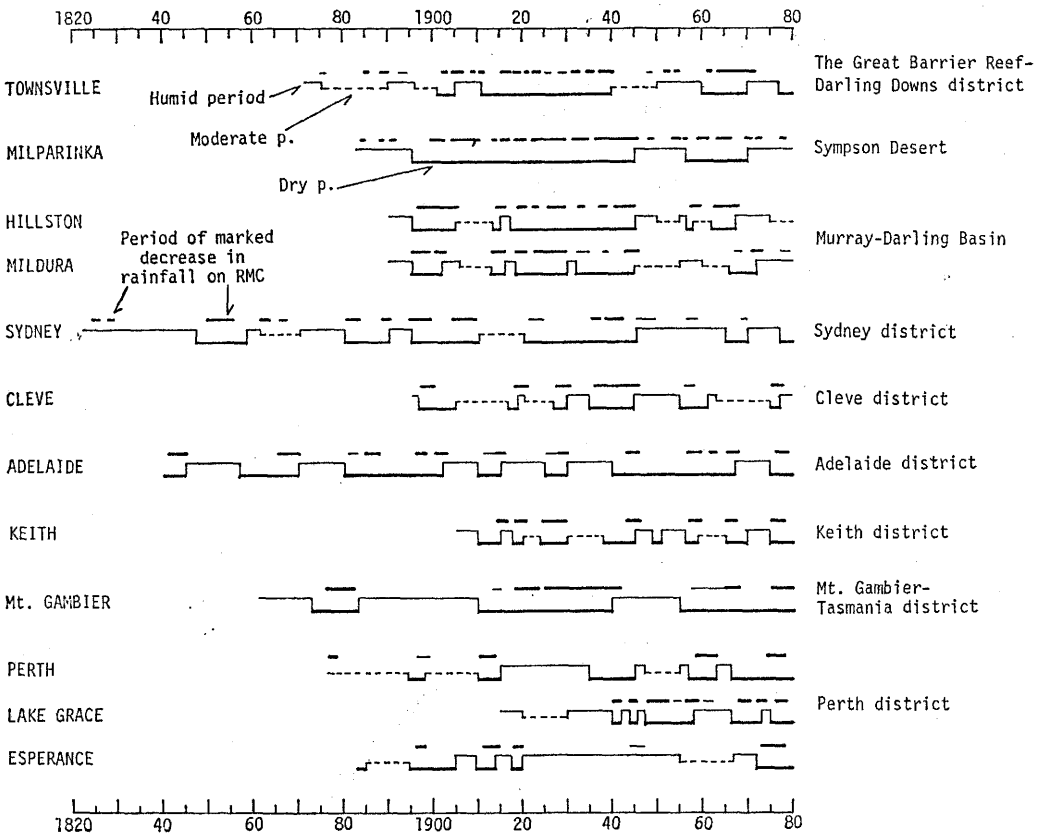 1820 40 60 80 1900 20 40 60 80
TOWNSVILLE
The Great Barrier Reef-
Darling Downs district
Humid period
Moderate p.
MILPARINKA
Sympson Desert
Dry p.
HILLSTON
Murray-Darling Basin
Period of marked
decrease in
rainfall on RMC
MILDURA
SYDNEY
Sydney district
CLEVE
Cleve district
ADELAIDE
Adelaide district
KEITH
Keith district
Mt. GAMBIER
Mt. Gambier-
Tasmania district
PERTH
Perth district
LAKE GRACE
ESPERANCE
1820 40 60 80 1900 20 40 60 80